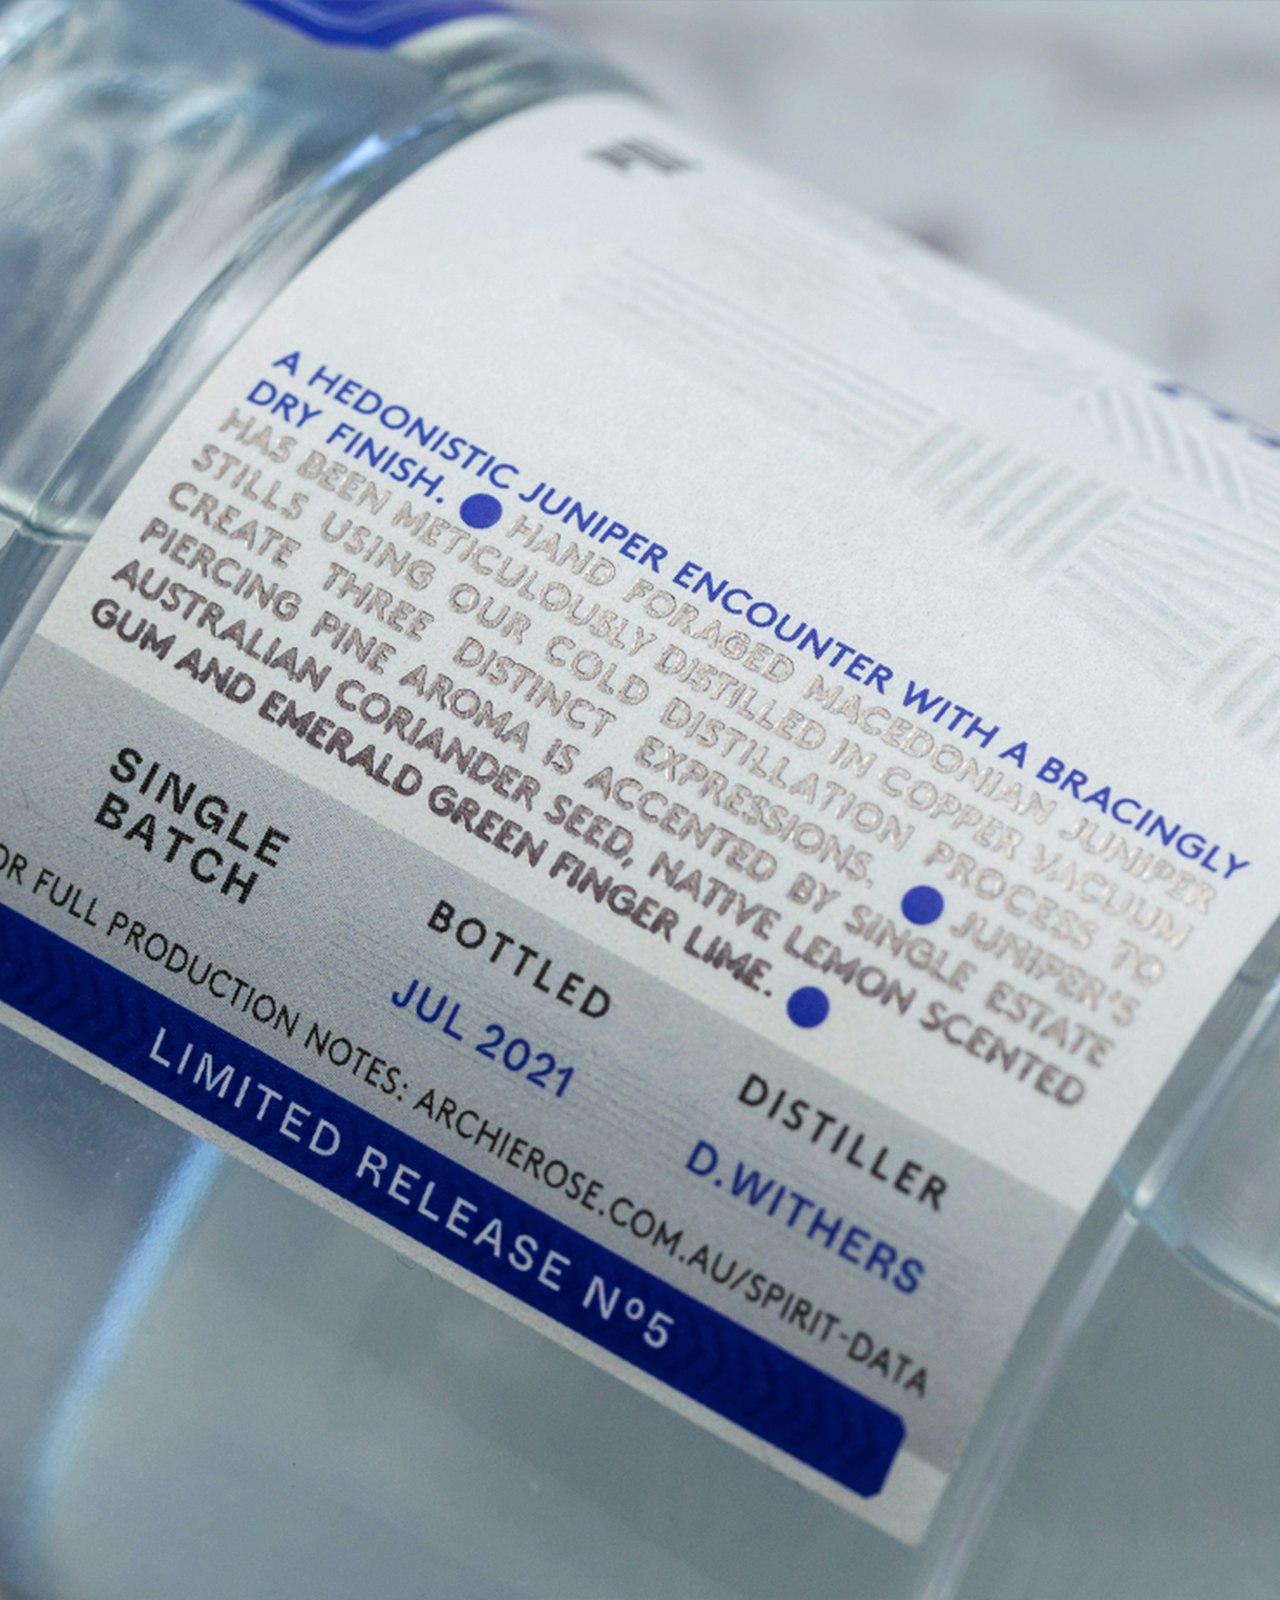 A HEDONISTIC JUNIPER ENCOUNTER WITH A BRACINGLY
DRY FINISH. ● HAND FORAGED MACEDONIAN JUNIPER
HAS BEEN METICULOUSLY DISTILLED IN COPPER VACUUM
STILLS USING OUR COLD DISTILLATION PROCESS TO
CREATE THREE DISTINCT EXPRESSIONS. ● JUNIPER'S
PIERCING PINE AROMA IS ACCENTED BY SINGLE ESTATE
AUSTRALIAN CORIANDER SEED, NATIVE LEMON SCENTED
GUM AND EMERALD GREEN FINGER LIME. ●
SINGLE
BATCH
BOTTLED
JUL 2021
DISTILLER
D.WITHERS
OR FULL PRODUCTION NOTES: ARCHIEROSE.COM.AU/SPIRIT-DATA
LIMITED RELEASE Nº5